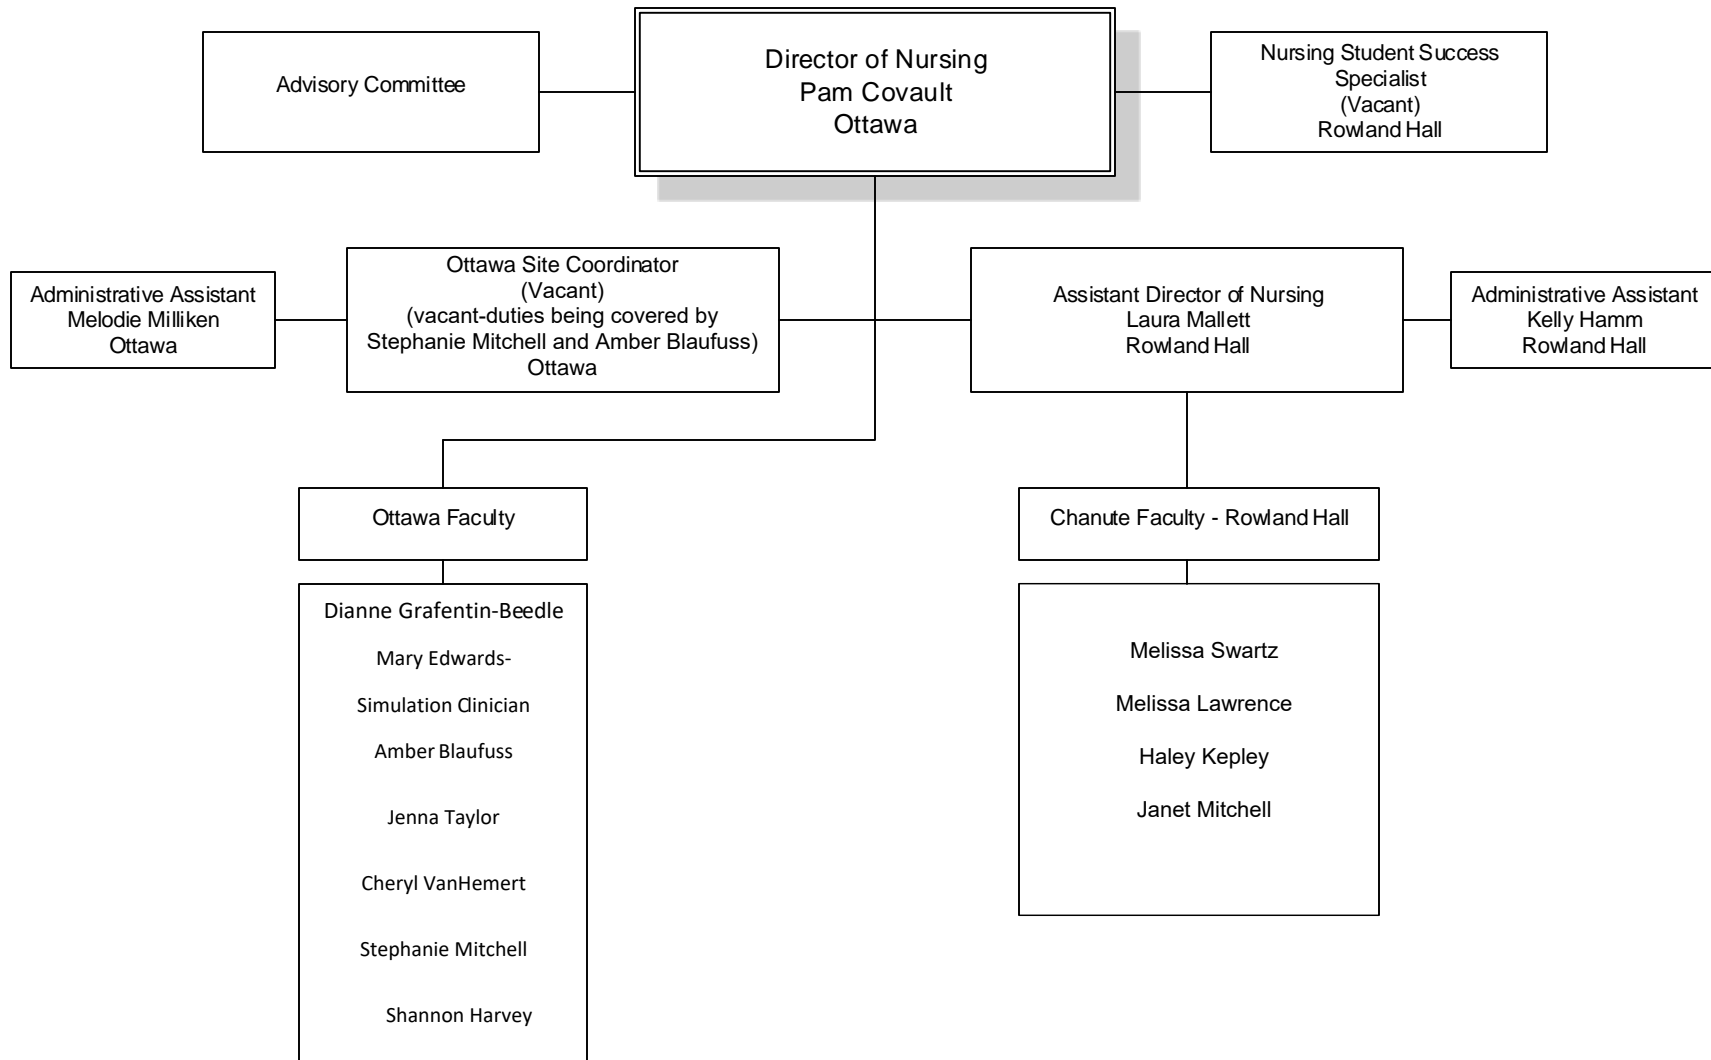 Advisory Committee
Director of Nursing
Pam Covault
Ottawa
Nursing Student Success
Specialist
(Vacant)
Rowland Hall
Administrative Assistant
Melodie Milliken
Ottawa
Ottawa Site Coordinator
(Vacant)
(vacant-duties being covered by
Stephanie Mitchell and Amber Blaufuss)
Ottawa
Assistant Director of Nursing
Laura Mallett
Rowland Hall
Administrative Assistant
Kelly Hamm
Rowland Hall
Ottawa Faculty
Dianne Grafentin-Beedle
Mary Edwards-
Simulation Clinician
Amber Blaufuss
Jenna Taylor
Cheryl VanHemert
Stephanie Mitchell
Shannon Harvey
Chanute Faculty - Rowland Hall
Melissa Swartz
Melissa Lawrence
Haley Kepley
Janet Mitchell